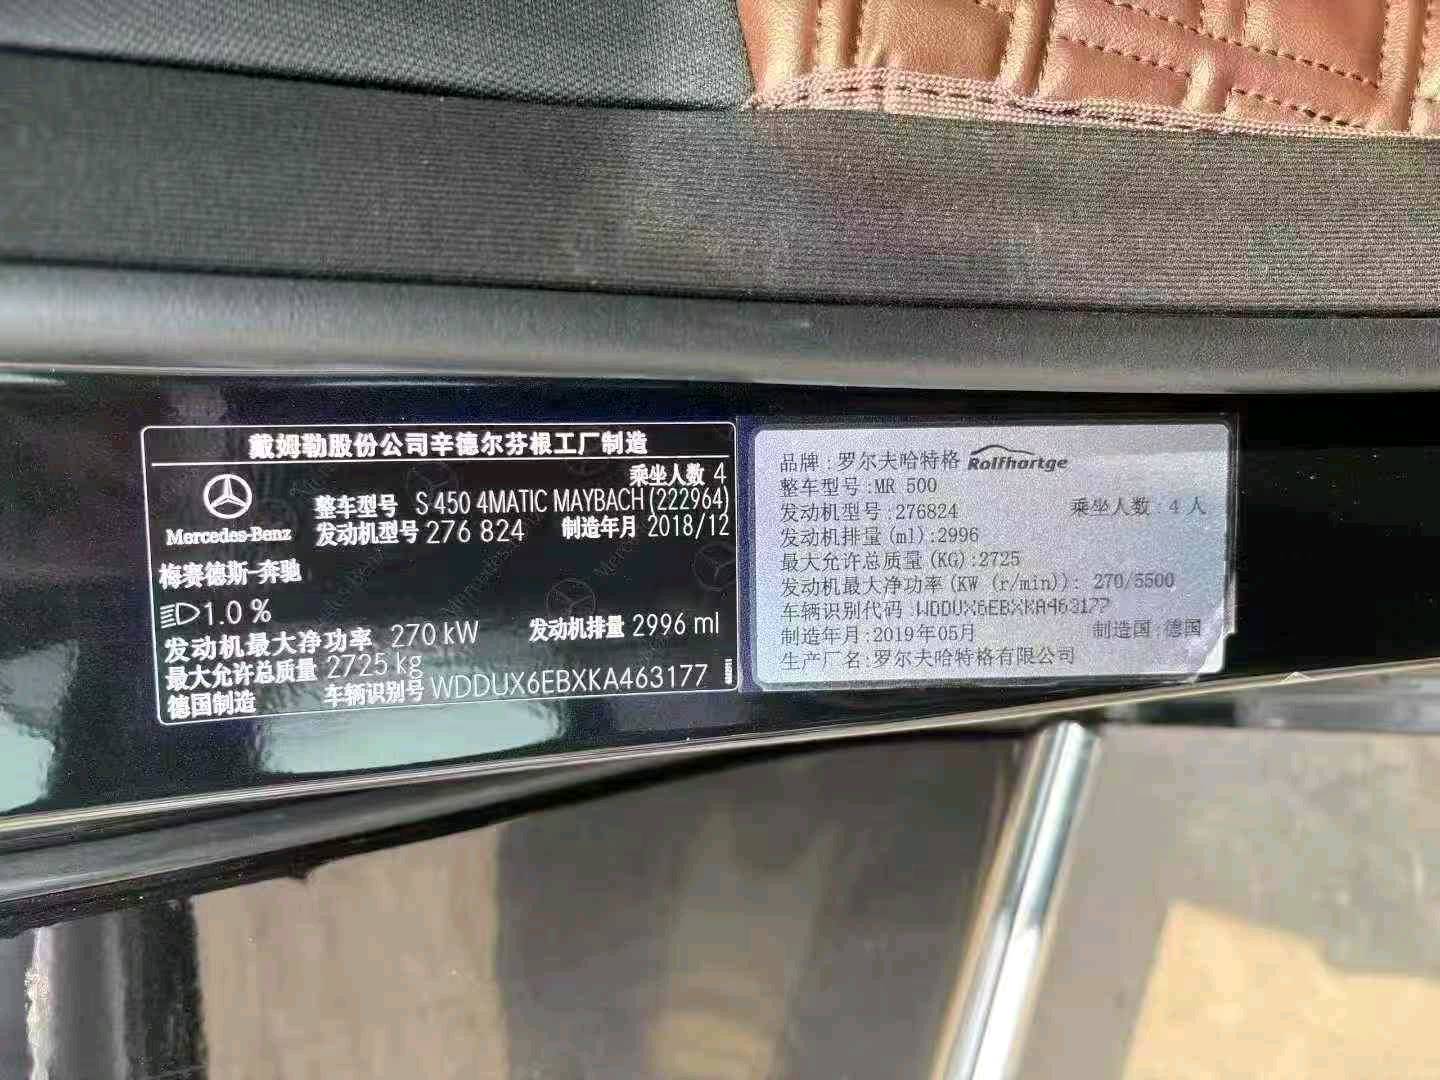 戴姆勒股份公司辛德尔芬根工厂制造
乘坐人数 4
Mercedes-Benz
整车型号 S 450 4MATIC MAYBACH (222964)
发动机型号 276 824 制造年月 2018/12
梅赛德斯-奔驰
1.0 %
发动机最大净功率 270 kW 发动机排量 2996 ml
最大允许总质量 2725 kg
德国制造 车辆识别号 WDDUX6EBXKA463177
品牌:罗尔夫哈特格 Rolfhartge
整车型号:MR 500
发动机型号:276824 乘坐人数:4 人
发动机排量(ml):2996
最大允许总质量(KG):2725
发动机最大净功率(KW (r/min)): 270/5500
车辆识别代码:WDDUX6EBXKA463177
制造年月:2019年05月 制造国:德国
生产厂名:罗尔夫哈特格有限公司